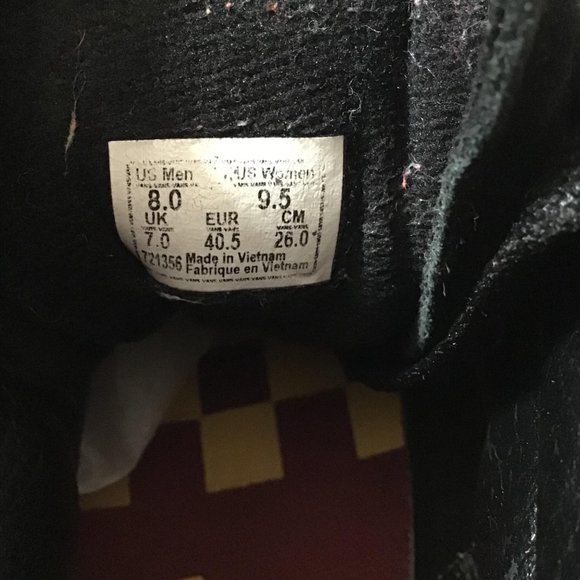 US Men US Women
8.0 9.5
UK EUR CM
7.0 40.5 26.0
721356 Made in Vietnam
Fabrique en Vietnam